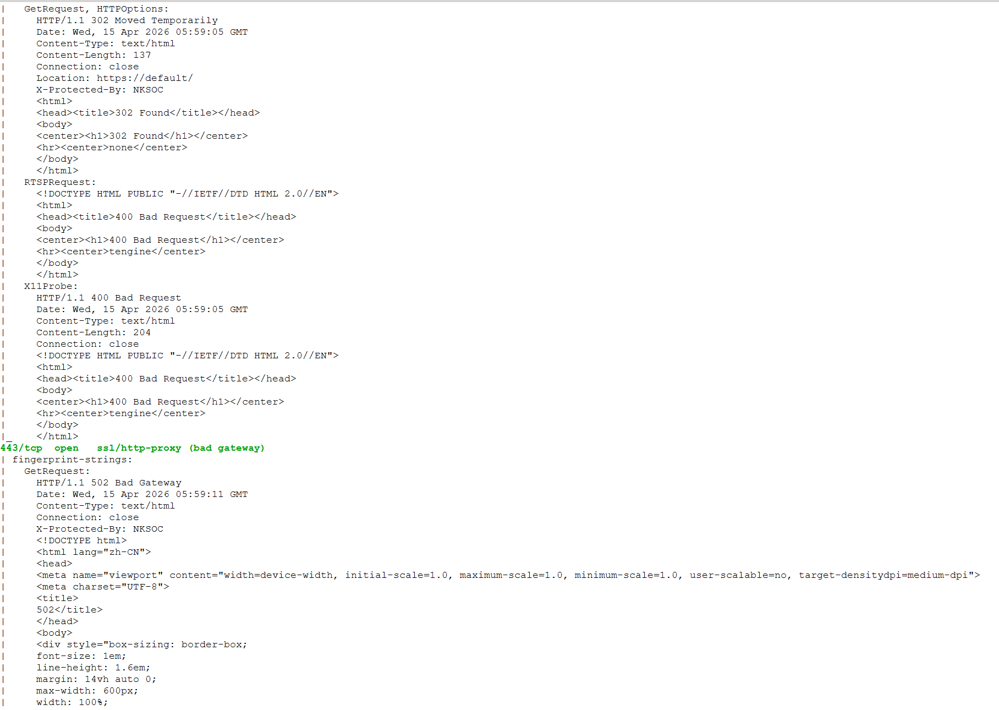 |   GetRequest, HTTPOptions:
|     HTTP/1.1 302 Moved Temporarily
|     Date: Wed, 15 Apr 2026 05:59:05 GMT
|     Content-Type: text/html
|     Content-Length: 137
|     Connection: close
|     Location: https://default/
|     X-Protected-By: NKSOC
|     <html>
|     <head><title>302 Found</title></head>
|     <body>
|     <center><h1>302 Found</h1></center>
|     <hr><center>none</center>
|     </body>
|     </html>
|   RTSPRequest:
|     <!DOCTYPE HTML PUBLIC "-//IETF//DTD HTML 2.0//EN">
|     <html>
|     <head><title>400 Bad Request</title></head>
|     <body>
|     <center><h1>400 Bad Request</h1></center>
|     <hr><center>tengine</center>
|     </body>
|     </html>
|   X11Probe:
|     HTTP/1.1 400 Bad Request
|     Date: Wed, 15 Apr 2026 05:59:05 GMT
|     Content-Type: text/html
|     Content-Length: 204
|     Connection: close
|     <!DOCTYPE HTML PUBLIC "-//IETF//DTD HTML 2.0//EN">
|     <html>
|     <head><title>400 Bad Request</title></head>
|     <body>
|     <center><h1>400 Bad Request</h1></center>
|     <hr><center>tengine</center>
|     </body>
|_    </html>
443/tcp  open   ssl/http-proxy (bad gateway)
| fingerprint-strings:
|   GetRequest:
|     HTTP/1.1 502 Bad Gateway
|     Date: Wed, 15 Apr 2026 05:59:11 GMT
|     Content-Type: text/html
|     Connection: close
|     X-Protected-By: NKSOC
|     <!DOCTYPE html>
|     <html lang="zh-CN">
|     <head>
|     <meta name="viewport" content="width=device-width, initial-scale=1.0, maximum-scale=1.0, minimum-scale=1.0, user-scalable=no, target-densitydpi=medium-dpi">
|     <meta charset="UTF-8">
|     <title>
|     502</title>
|     </head>
|     <body>
|     <div style="box-sizing: border-box;
|     font-size: 1em;
|     line-height: 1.6em;
|     margin: 14vh auto 0;
|     max-width: 600px;
|     width: 100%;